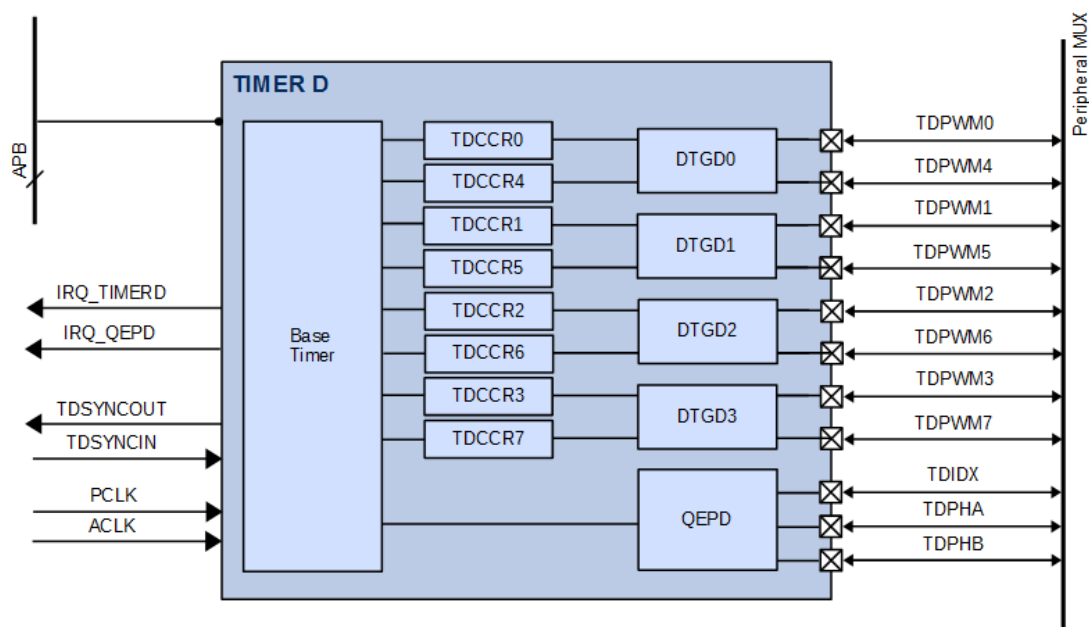 TIMER D
APB
Base
Timer
TDCCR0
TDCCR4
TDCCR1
TDCCR5
TDCCR2
TDCCR6
TDCCR3
TDCCR7
DTGD0
DTGD1
DTGD2
DTGD3
QEPD
IRQ_TIMERD
IRQ_QEPD
TDSYNCOUT
TDSYNCIN
PCLK
ACLK
TDPWM0
TDPWM4
TDPWM1
TDPWM5
TDPWM2
TDPWM6
TDPWM3
TDPWM7
TDIDX
TDPHA
TDPHB
Peripheral MUX